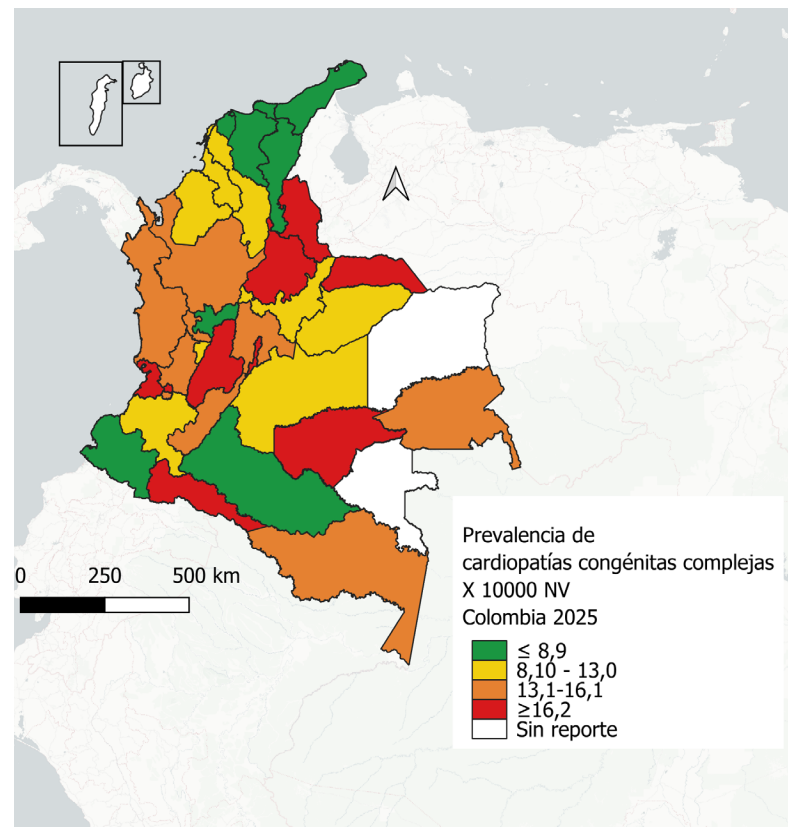 0 250 500 km
Prevalencia de
cardiopatías congénitas complejas
X 10000 NV
Colombia 2025
≤ 8,9
8,10 - 13,0
13,1-16,1
≥16,2
Sin reporte